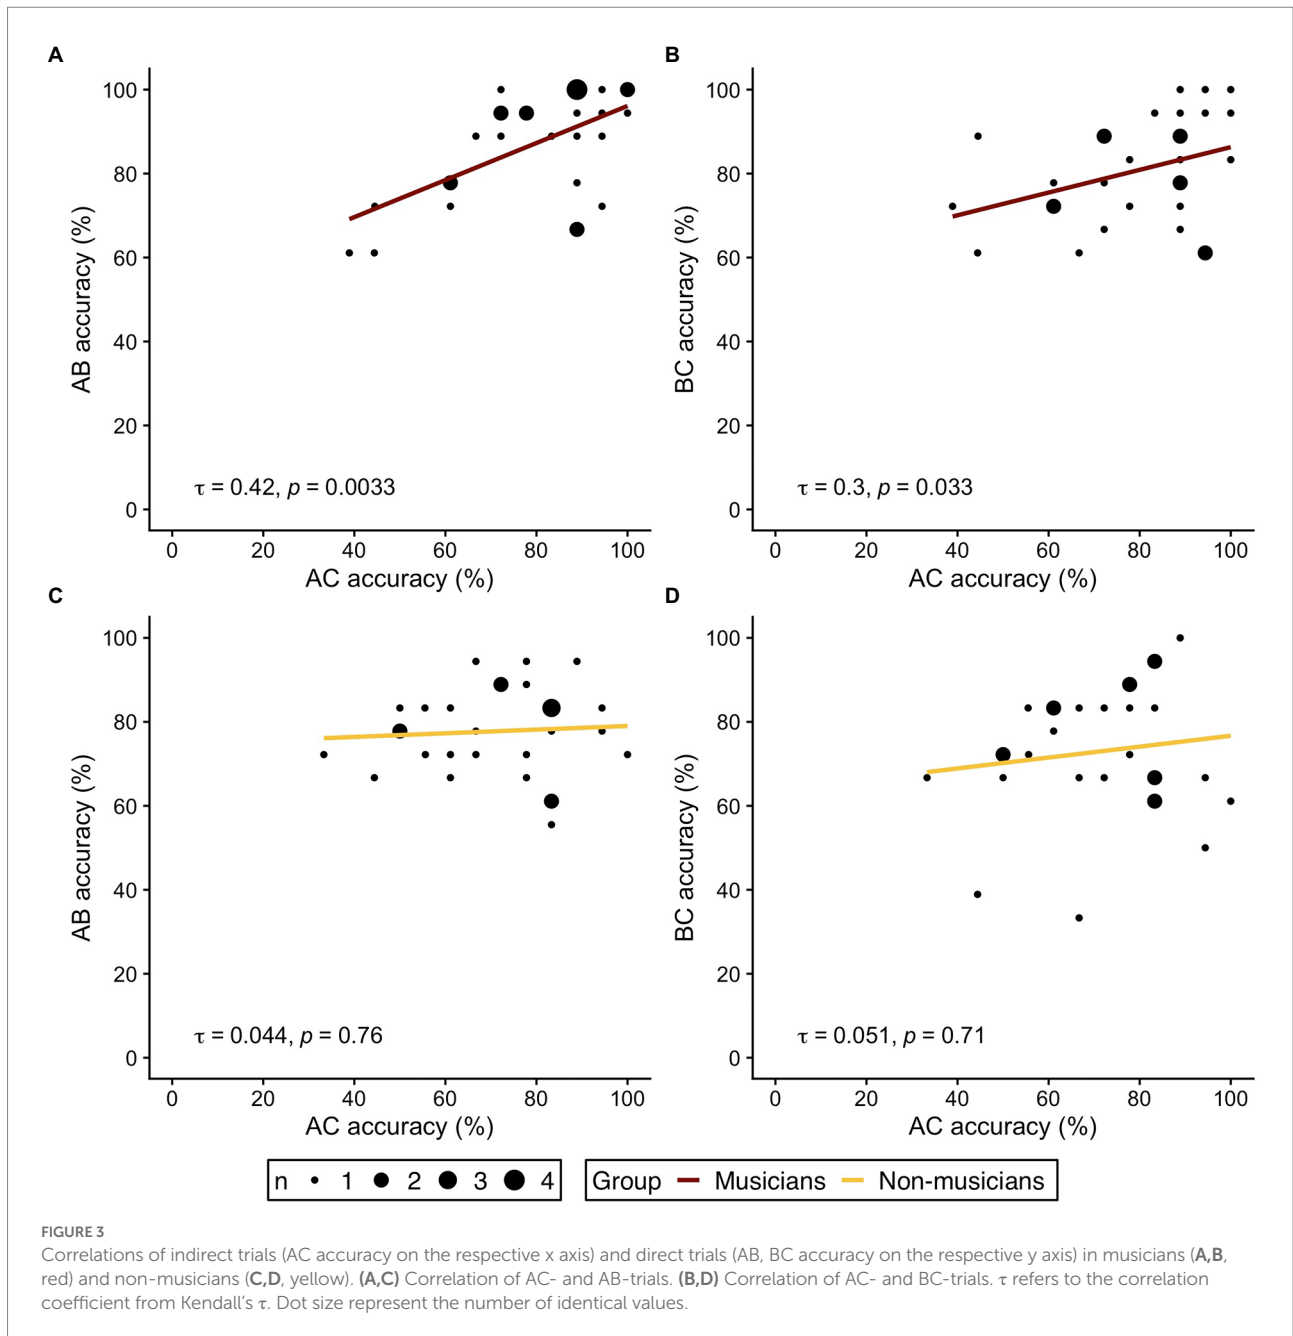 A
B
100
80
60
40
20
0
AB accuracy (%)
τ = 0.42, p = 0.0033
0 20 40 60 80 100
AC accuracy (%)
100
80
60
40
20
0
BC accuracy (%)
τ = 0.3, p = 0.033
0 20 40 60 80 100
AC accuracy (%)
C
D
100
80
60
40
20
0
AB accuracy (%)
τ = 0.044, p = 0.76
0 20 40 60 80 100
AC accuracy (%)
100
80
60
40
20
0
BC accuracy (%)
τ = 0.051, p = 0.71
0 20 40 60 80 100
AC accuracy (%)
n 1 2 3 4
Group Musicians Non-musicians
FIGURE 3
Correlations of indirect trials (AC accuracy on the respective x axis) and direct trials (AB, BC accuracy on the respective y axis) in musicians (A,B,
red) and non-musicians (C,D, yellow). (A,C) Correlation of AC- and AB-trials. (B,D) Correlation of AC- and BC-trials. τ refers to the correlation
coefficient from Kendall's τ. Dot size represent the number of identical values.